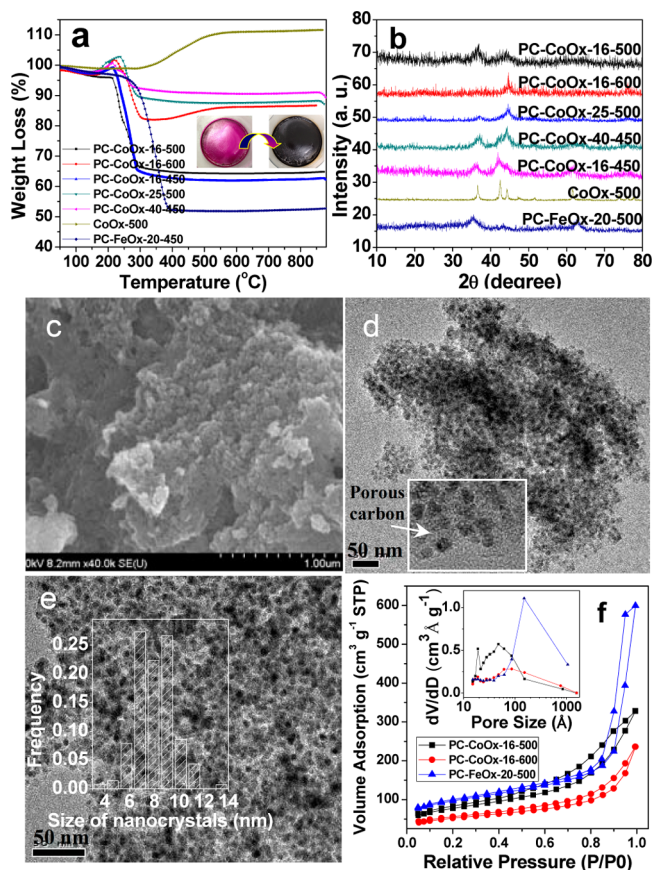 a
Weight Loss (%)
110
100
90
80
70
60
50
40
PC-CoOx-16-500
PC-CoOx-16-600
PC-CoOx-16-450
PC-CoOx-25-500
PC-CoOx-40-450
CoOx-500
PC-FeOx-20-450
100 200 300 400 500 600 700 800
Temperature (°C)
b
Intensity (a. u.)
80
70
60
50
40
30
20
10
PC-CoOx-16-500
PC-CoOx-16-600
PC-CoOx-25-500
PC-CoOx-40-450
PC-CoOx-16-450
CoOx-500
PC-FeOx-20-500
10 20 30 40 50 60 70 80
2θ (degree)
c
0kV 8.2mm x40.0k SE(U) 1.00um
d
Porous
carbon
50 nm
e
Frequency
0.25
0.20
0.15
0.10
0.05
0.00
4 6 8 10 12 14
Size of nanocrystals (nm)
50 nm
f
Volume Adsorption (cm³ g⁻¹ STP)
600
500
400
300
200
100
0
dV/dD (cm³ Å g⁻¹)
1.0
0.5
0.0
10 100 1000
Pore Size (Å)
PC-CoOx-16-500
PC-CoOx-16-600
PC-FeOx-20-500
0.0 0.2 0.4 0.6 0.8 1.0
Relative Pressure (P/P0)